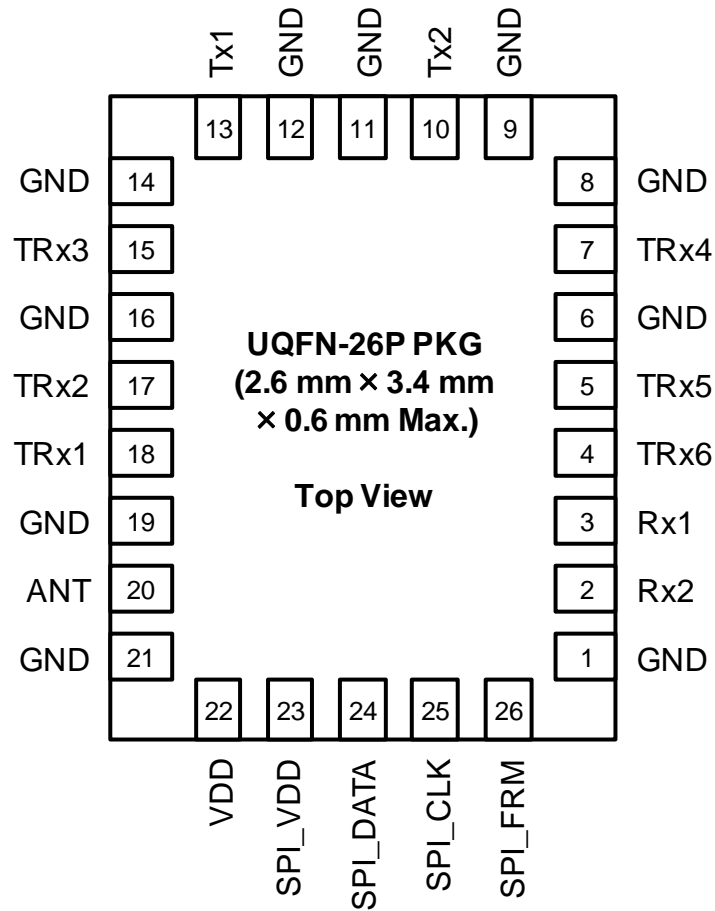 Tx1
GND
GND
Tx2
GND
13
12
11
10
9
GND 14
8 GND
TRx3 15
7 TRx4
GND 16
6 GND
UQFN-26P PKG
(2.6 mm × 3.4 mm
× 0.6 mm Max.)
Top View
TRx2 17
5 TRx5
TRx1 18
4 TRx6
GND 19
3 Rx1
ANT 20
2 Rx2
GND 21
1 GND
22
23
24
25
26
VDD
SPI_VDD
SPI_DATA
SPI_CLK
SPI_FRM